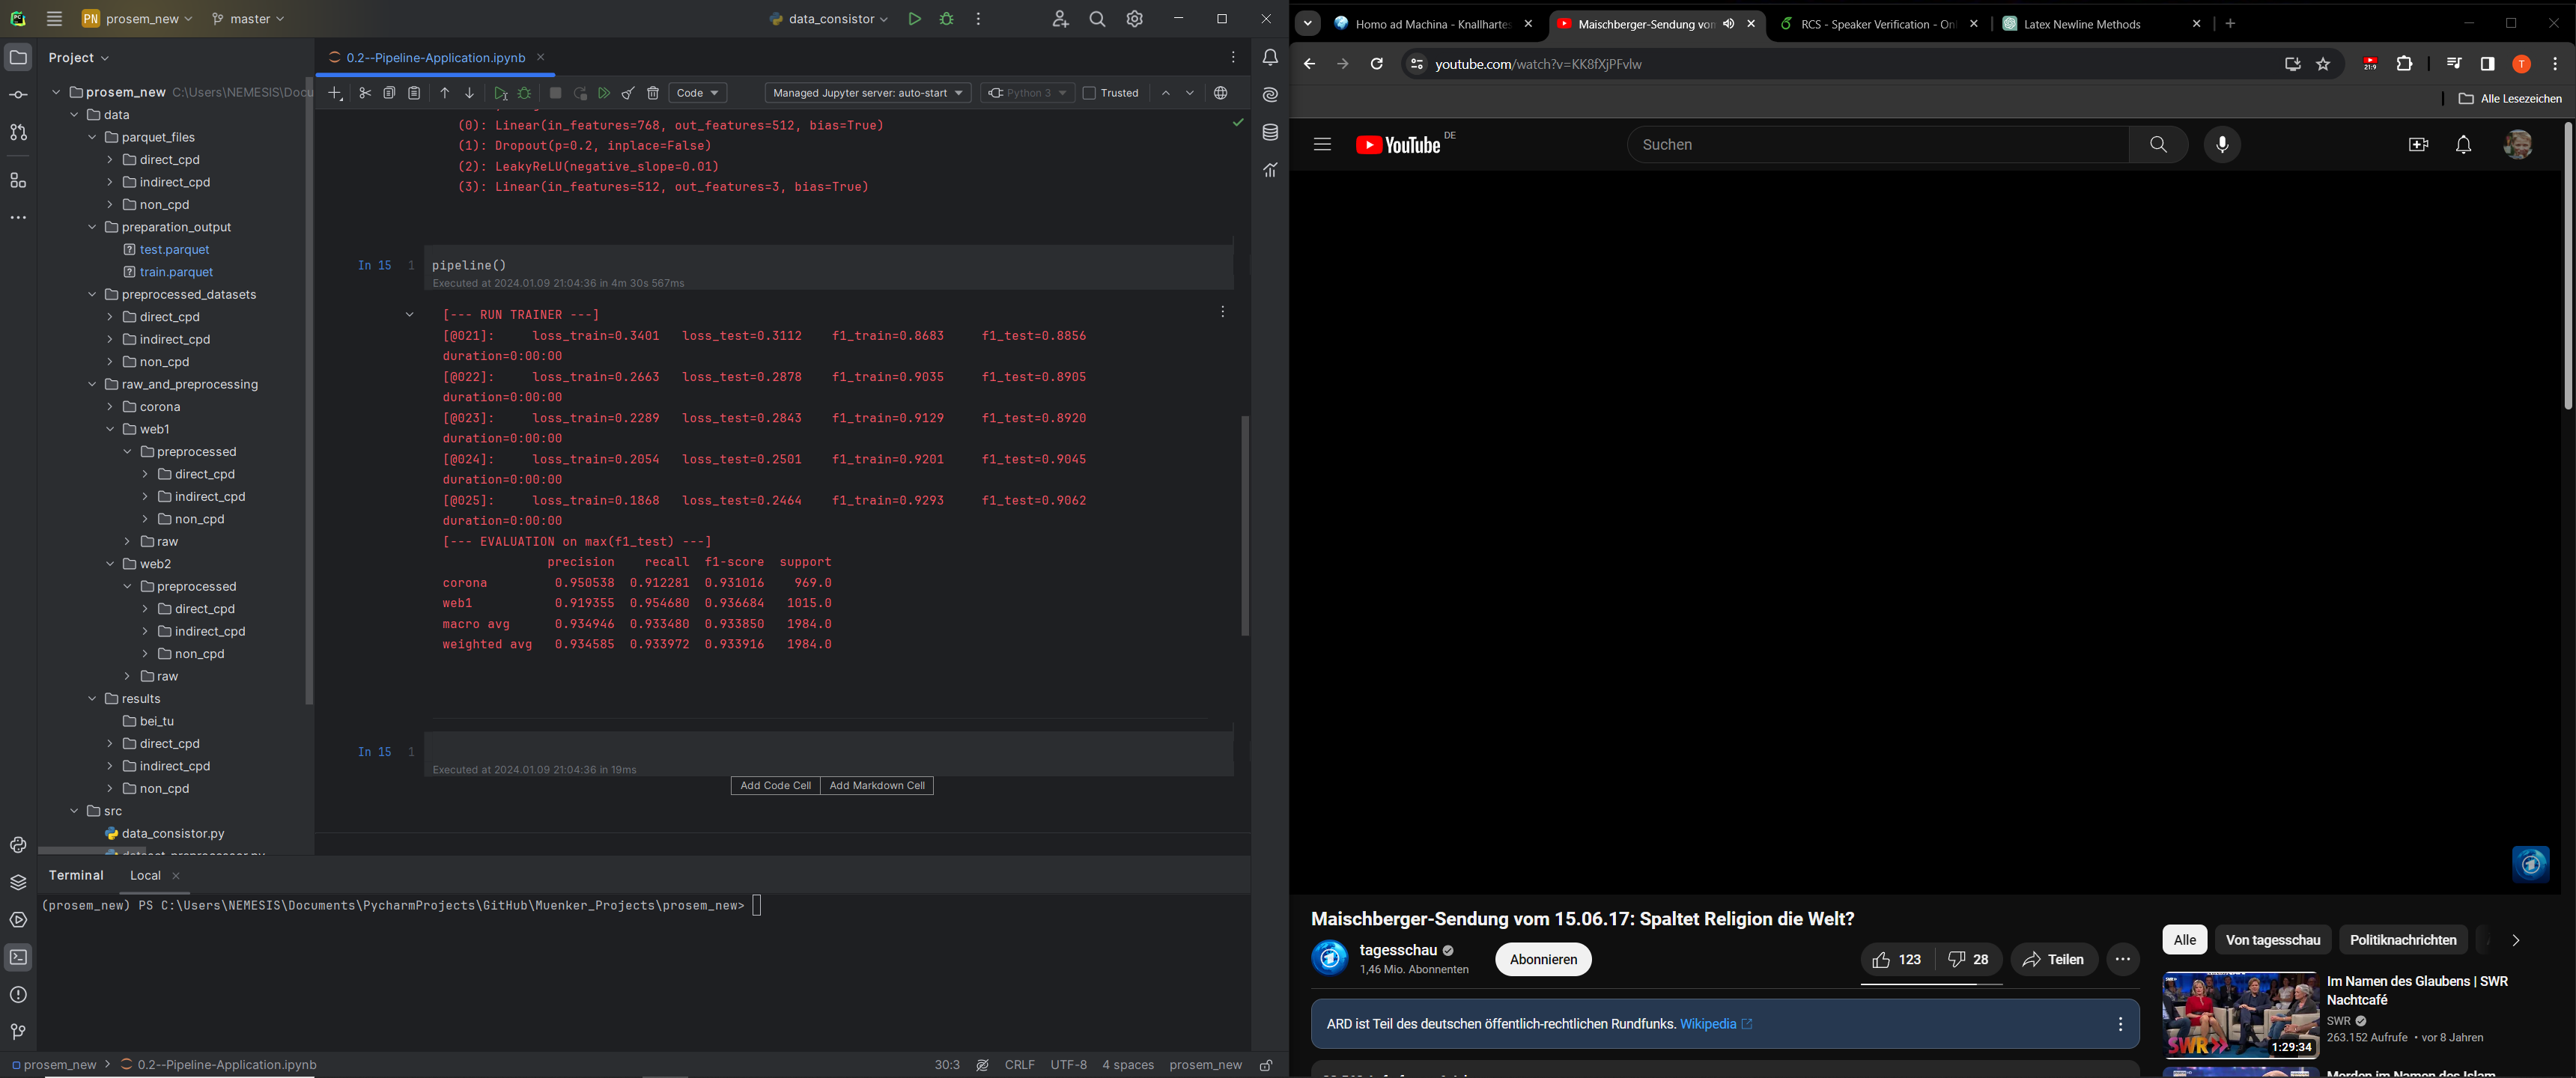 PN prosem_new master data_consistor
Project
prosem_new C:\Users\NEMESIS\Docu
data
parquet_files
direct_cpd
indirect_cpd
non_cpd
preparation_output
test.parquet
train.parquet
preprocessed_datasets
direct_cpd
indirect_cpd
non_cpd
raw_and_preprocessing
corona
web1
preprocessed
direct_cpd
indirect_cpd
non_cpd
raw
web2
preprocessed
direct_cpd
indirect_cpd
non_cpd
raw
results
bei_tu
direct_cpd
indirect_cpd
non_cpd
src
data_consistor.py
0.2--Pipeline-Application.ipynb
Code Managed Jupyter server: auto-start Python 3 Trusted
(0): Linear(in_features=768, out_features=512, bias=True)
(1): Dropout(p=0.2, inplace=False)
(2): LeakyReLU(negative_slope=0.01)
(3): Linear(in_features=512, out_features=3, bias=True)
In 15 1 pipeline()
Executed at 2024.01.09 21:04:36 in 4m 30s 567ms
[--- RUN TRAINER ---]
[@021]: loss_train=0.3401 loss_test=0.3112 f1_train=0.8683 f1_test=0.8856
duration=0:00:00
[@022]: loss_train=0.2663 loss_test=0.2878 f1_train=0.9035 f1_test=0.8905
duration=0:00:00
[@023]: loss_train=0.2289 loss_test=0.2843 f1_train=0.9129 f1_test=0.8920
duration=0:00:00
[@024]: loss_train=0.2054 loss_test=0.2501 f1_train=0.9201 f1_test=0.9045
duration=0:00:00
[@025]: loss_train=0.1868 loss_test=0.2464 f1_train=0.9293 f1_test=0.9062
duration=0:00:00
[--- EVALUATION on max(f1_test) ---]
precision recall f1-score support
corona 0.950538 0.912281 0.931016 969.0
web1 0.919355 0.954680 0.936684 1015.0
macro avg 0.934946 0.933480 0.933850 1984.0
weighted avg 0.934585 0.933972 0.933916 1984.0
In 15 1
Executed at 2024.01.09 21:04:36 in 19ms
Add Code Cell Add Markdown Cell
Terminal Local
(prosem_new) PS C:\Users\NEMESIS\Documents\PycharmProjects\GitHub\Muenker_Projects\prosem_new>
prosem_new 0.2--Pipeline-Application.ipynb 30:3 CRLF UTF-8 4 spaces prosem_new
Homo ad Machina - Knallhartes Maischberger-Sendung von RCS - Speaker Verification - Onl Latex Newline Methods
youtube.com/watch?v=KK8fXjPFvlw 21:9 T
Alle Lesezeichen
YouTube DE Suchen
Maischberger-Sendung vom 15.06.17: Spaltet Religion die Welt?
tagesschau
1,46 Mio. Abonnenten
Abonnieren
123 28 Teilen
ARD ist Teil des deutschen öffentlich-rechtlichen Rundfunks. Wikipedia
Alle Von tagesschau Politiknachrichten
Im Namen des Glaubens | SWR
Nachtcafé
SWR
263.152 Aufrufe • vor 8 Jahren
SWR
1:29:34
Morden im Namen des Islam